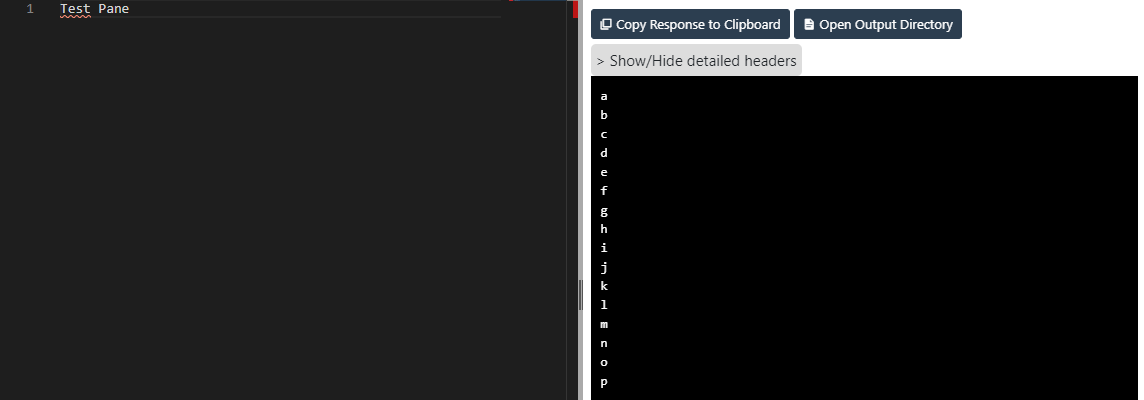 1 Test Pane
Copy Response to Clipboard
Open Output Directory
> Show/Hide detailed headers
a
b
c
d
e
f
g
h
i
j
k
l
m
n
o
p